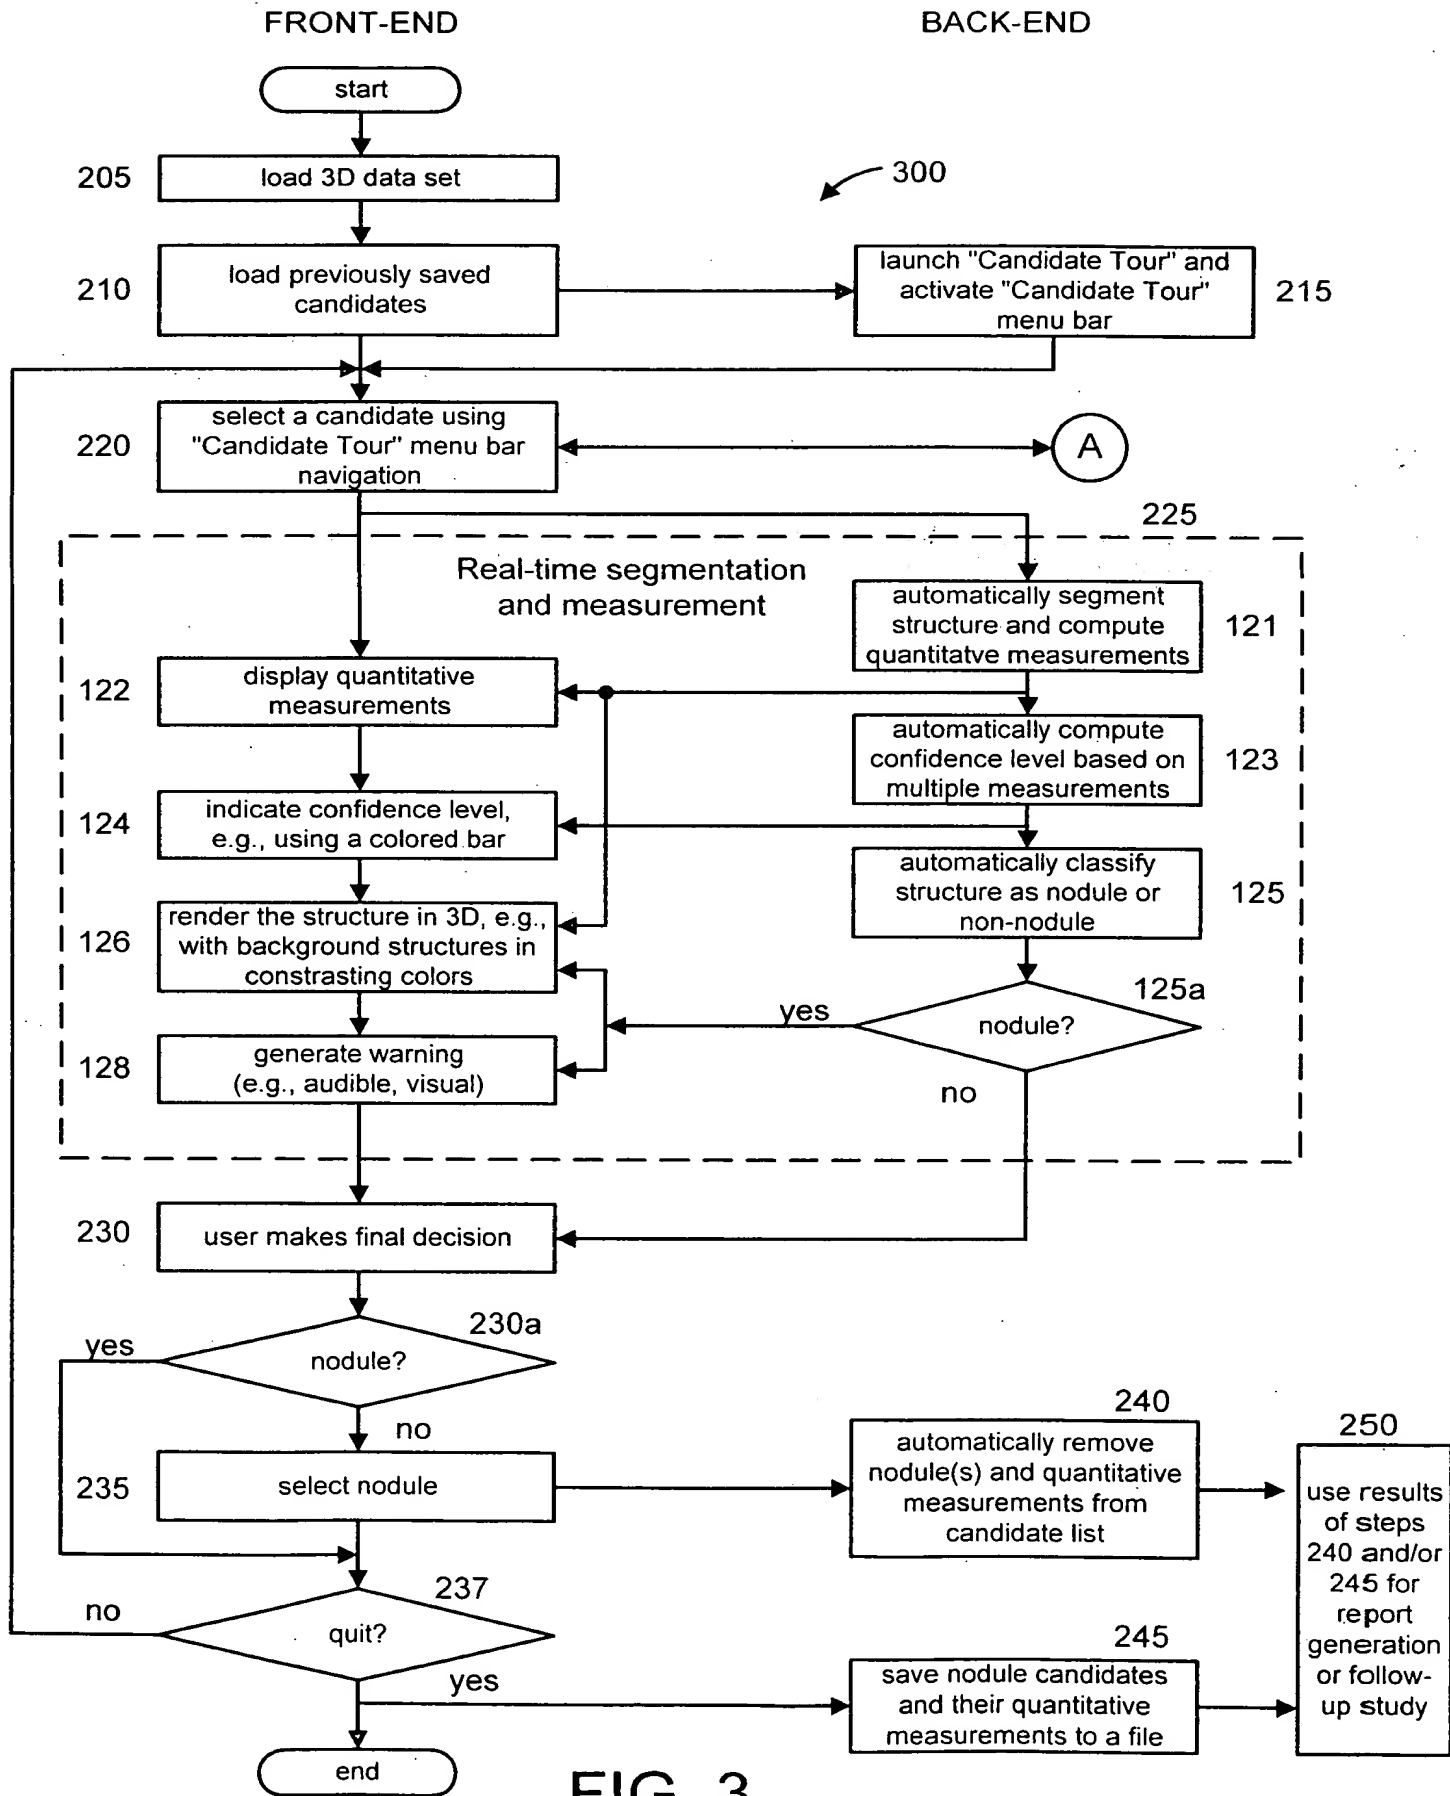 FRONT-END
BACK-END
start
205
load 3D data set
300
210
load previously saved
candidates
launch "Candidate Tour" and
activate "Candidate Tour"
menu bar
215
220
select a candidate using
"Candidate Tour" menu bar
navigation
A
225
Real-time segmentation
and measurement
automatically segment
structure and compute
quantitatve measurements
121
122
display quantitative
measurements
automatically compute
confidence level based on
multiple measurements
123
124
indicate confidence level,
e.g., using a colored bar
automatically classify
structure as nodule or
non-nodule
125
126
render the structure in 3D, e.g.,
with background structures in
constrasting colors
125a
yes
nodule?
128
generate warning
(e.g., audible, visual)
no
230
user makes final decision
230a
yes
nodule?
no
235
select nodule
240
automatically remove
nodule(s) and quantitative
measurements from
candidate list
250
use results
of steps
240 and/or
245 for
report
generation
or follow-
up study
237
no
quit?
yes
245
save nodule candidates
and their quantitative
measurements to a file
end
FIG. 3